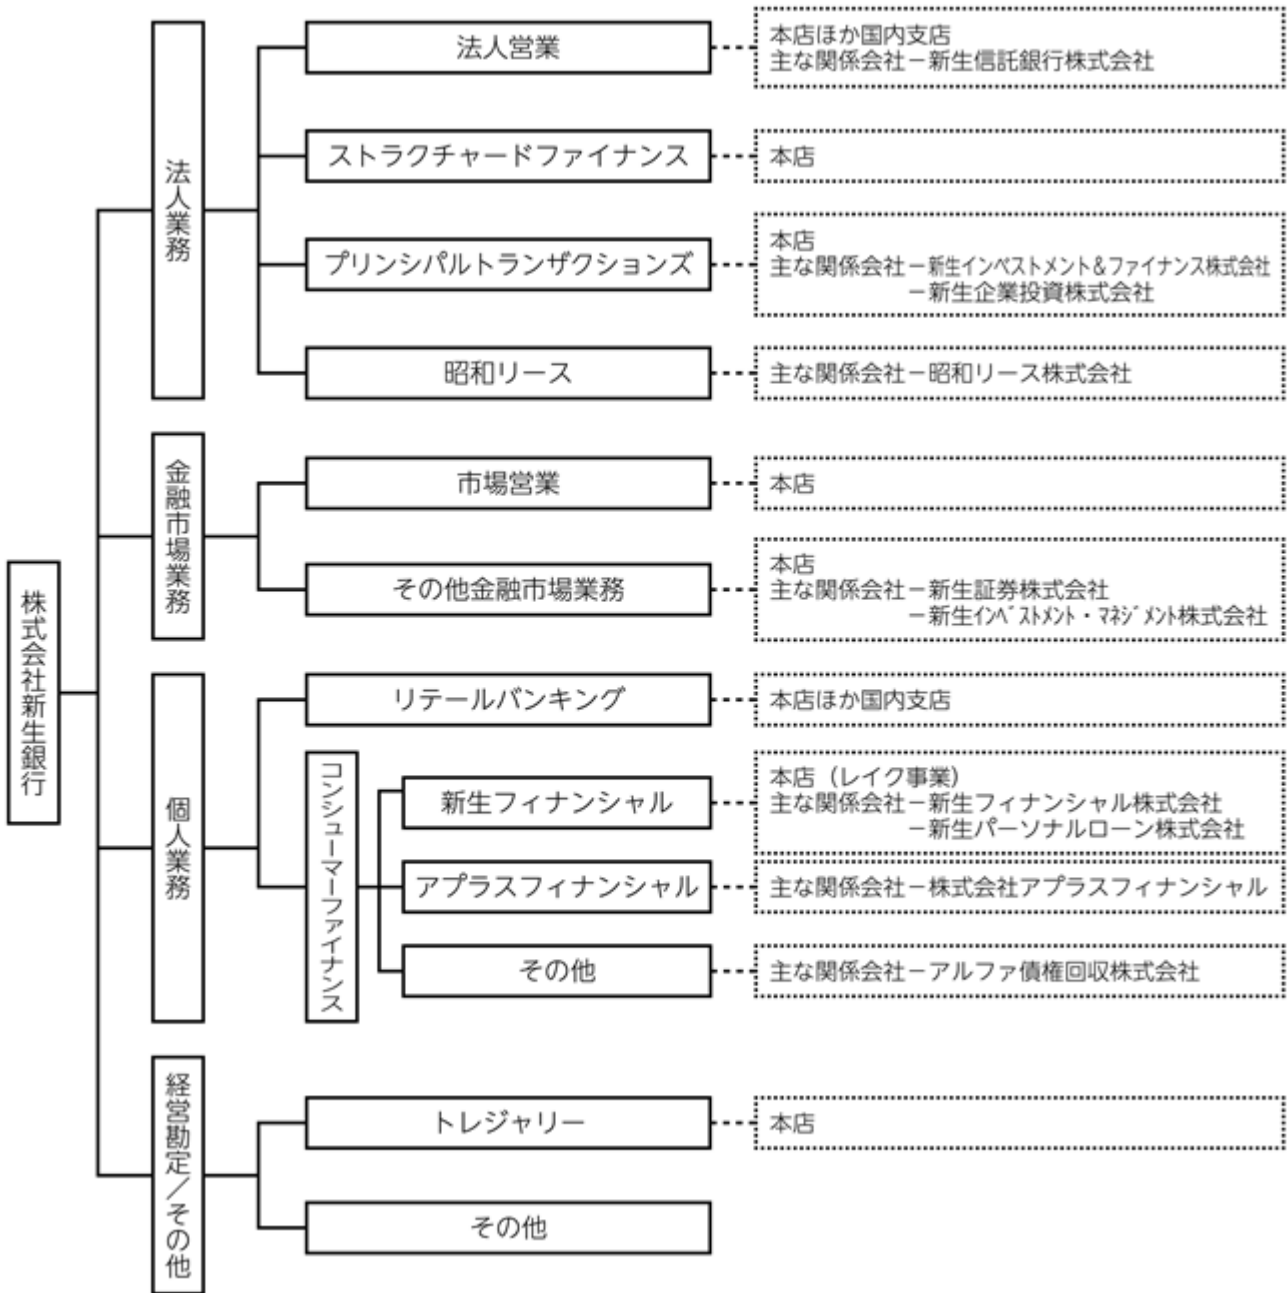 株式会社新生銀行
法人業務
法人営業
本店ほか国内支店
主な関係会社－新生信託銀行株式会社
ストラクチャードファイナンス
本店
プリンシパルトランザクションズ
本店
主な関係会社－新生インベストメント＆ファイナンス株式会社
－新生企業投資株式会社
昭和リース
主な関係会社－昭和リース株式会社
金融市場業務
市場営業
本店
その他金融市場業務
本店
主な関係会社－新生証券株式会社
－新生ｲﾝﾍﾞｽﾄﾒﾝﾄ・ﾏﾈｼﾞﾒﾝﾄ株式会社
個人業務
リテールバンキング
本店ほか国内支店
コンシューマーファイナンス
新生フィナンシャル
本店（レイク事業）
主な関係会社－新生フィナンシャル株式会社
－新生パーソナルローン株式会社
アプラスフィナンシャル
主な関係会社－株式会社アプラスフィナンシャル
その他
主な関係会社－アルファ債権回収株式会社
経営勘定／その他
トレジャリー
本店
その他